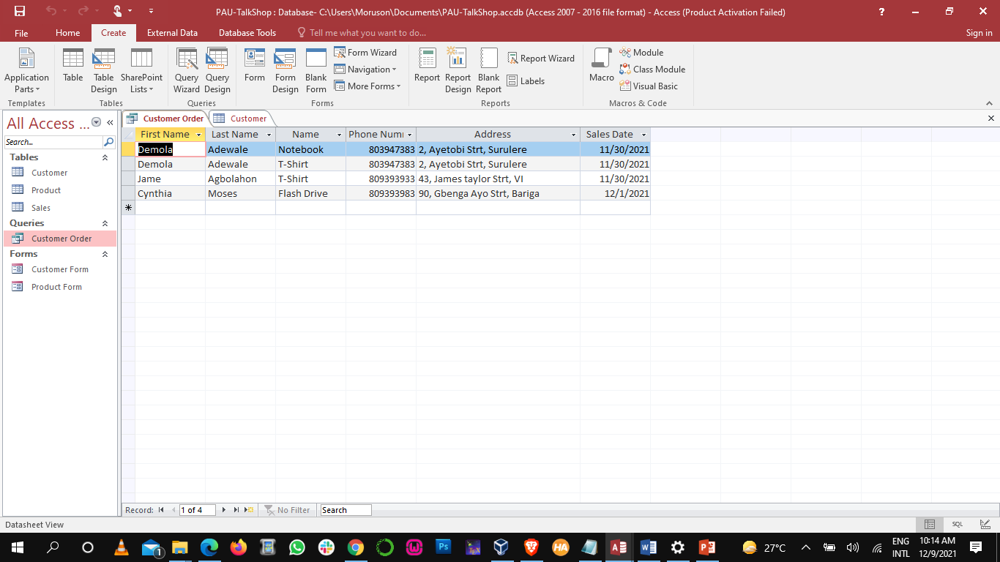 PAU-TalkShop : Database- C:\Users\Moruson\Documents\PAU-TalkShop.accdb (Access 2007 - 2016 file format) - Access (Product Activation Failed)
File Home Create External Data Database Tools Tell me what you want to do... Sign in
Application Parts Table Table Design SharePoint Lists Query Wizard Query Design Form Form Design Blank Form Form Wizard Navigation More Forms Report Report Design Blank Report Report Wizard Labels Macro Module Class Module Visual Basic
Templates Tables Queries Forms Reports Macros & Code
All Access ...
Search...
Tables
Customer
Product
Sales
Queries
Customer Order
Forms
Customer Form
Product Form
Customer Order Customer
First Name Last Name Name Phone Num Address Sales Date
Demola Adewale Notebook 803947383 2, Ayetobi Strt, Surulere 11/30/2021
Demola Adewale T-Shirt 803947383 2, Ayetobi Strt, Surulere 11/30/2021
Jame Agbolahon T-Shirt 809393933 43, James taylor Strt, VI 11/30/2021
Cynthia Moses Flash Drive 809393983 90, Gbenga Ayo Strt, Bariga 12/1/2021
Record: 1 of 4 No Filter Search
Datasheet View SQL
1 Ps HA 27°C ENG 10:14 AM
INTL 12/9/2021